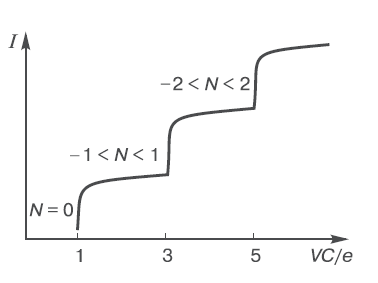 I
−2 < N < 2
−1 < N < 1
N = 0
1 3 5 VC/e